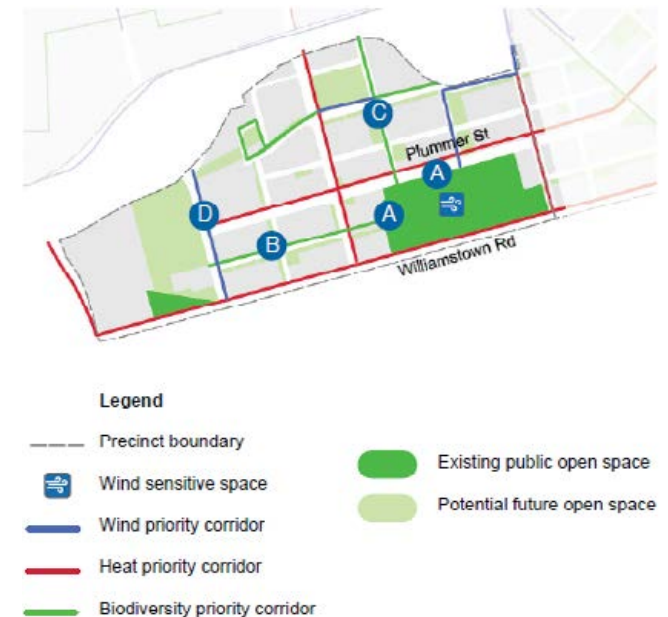 C
Plummer St
A
D
A
B
Williamstown Rd
Legend
Precinct boundary
Wind sensitive space
Wind priority corridor
Heat priority corridor
Biodiversity priority corridor
Existing public open space
Potential future open space